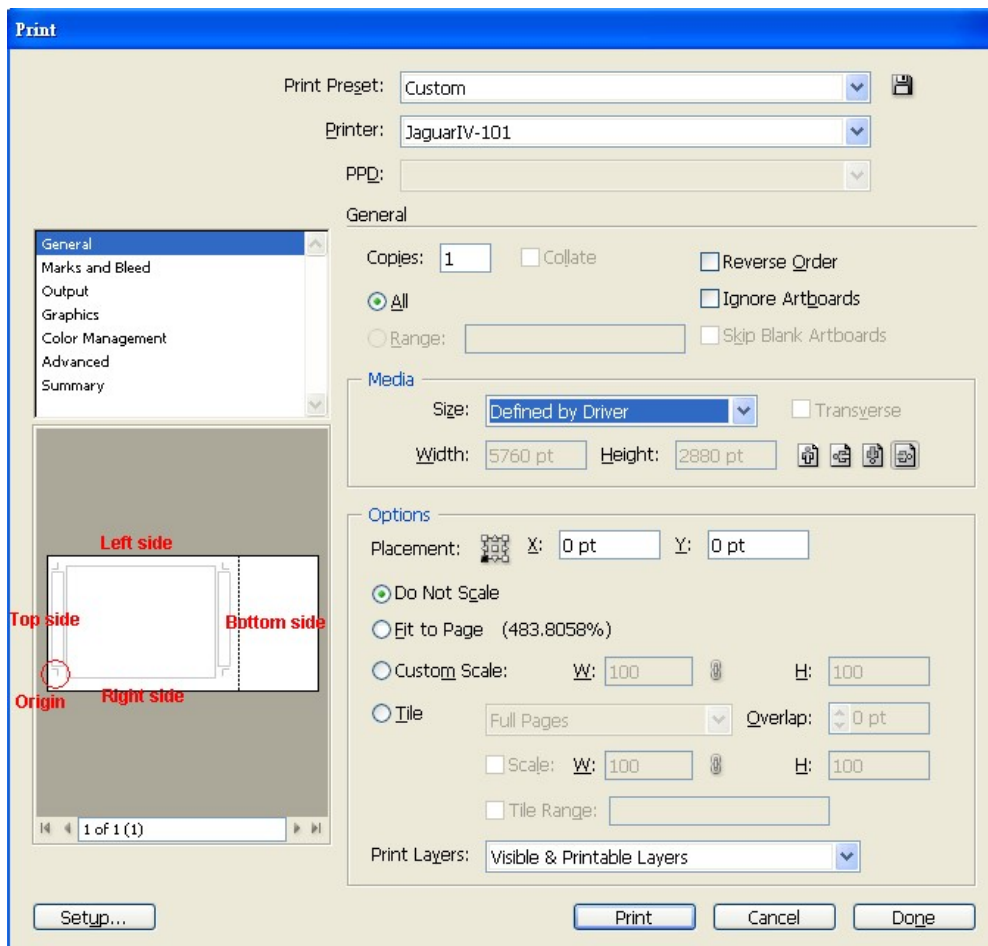 Print
Print Preset: Custom
Printer: JaguarIV-101
PPD:
General
Marks and Bleed
Output
Graphics
Color Management
Advanced
Summary
General
Copies: 1 Collate Reverse Order
All Ignore Artboards
Range: Skip Blank Artboards
Media
Size: Defined by Driver Transverse
Width: 5760 pt Height: 2880 pt
Left side
Top side
Bottom side
Origin
Right side
1 of 1 (1)
Options
Placement: X: 0 pt Y: 0 pt
Do Not Scale
Fit to Page (483.8058%)
Custom Scale: W: 100 H: 100
Tile Full Pages Overlap: 0 pt
Scale: W: 100 H: 100
Tile Range:
Print Layers: Visible & Printable Layers
Setup... Print Cancel Done